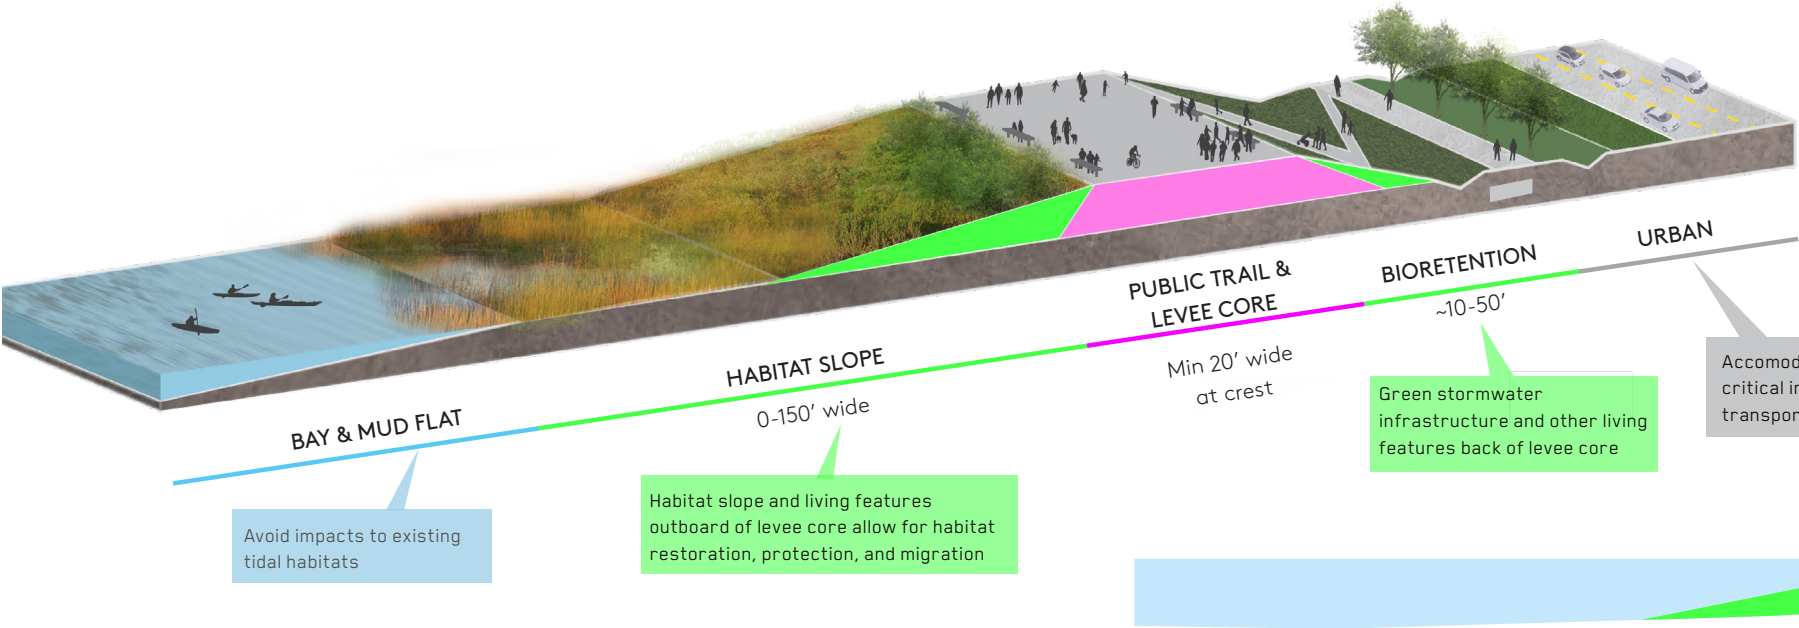 URBAN
BIORETENTION
~10-50’
PUBLIC TRAIL &
LEVEE CORE
Min 20’ wide
at crest
HABITAT SLOPE
0-150’ wide
BAY & MUD FLAT
Avoid impacts to existing
tidal habitats
Habitat slope and living features
outboard of levee core allow for habitat
restoration, protection, and migration
Green stormwater
infrastructure and other living
features back of levee core
critical